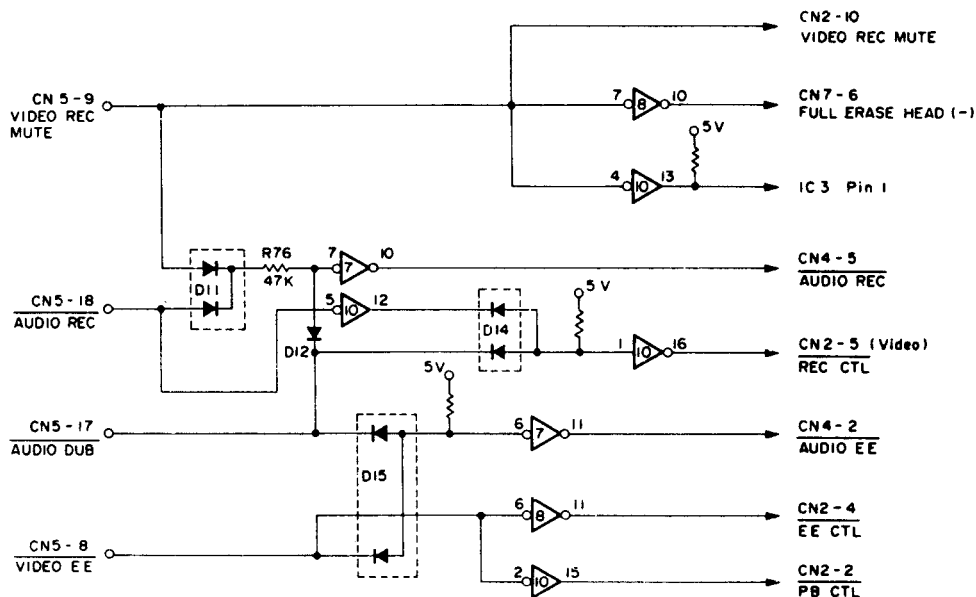 CN2-10
VIDEO REC MUTE
CN5-9
VIDEO REC
MUTE
7 8 10
CN7-6
FULL ERASE HEAD (-)
5V
4 10 13
IC3 Pin 1
R76
47K
D11
7 7 10
CN4-5
AUDIO REC
CN5-18
AUDIO REC
5 10 12
D14
5V
D12
1 10 16
CN2-5 (Video)
REC CTL
5V
CN5-17
AUDIO DUB
D15
6 7 11
CN4-2
AUDIO EE
6 8 11
CN2-4
EE CTL
CN5-8
VIDEO EE
2 10 15
CN2-2
PB CTL